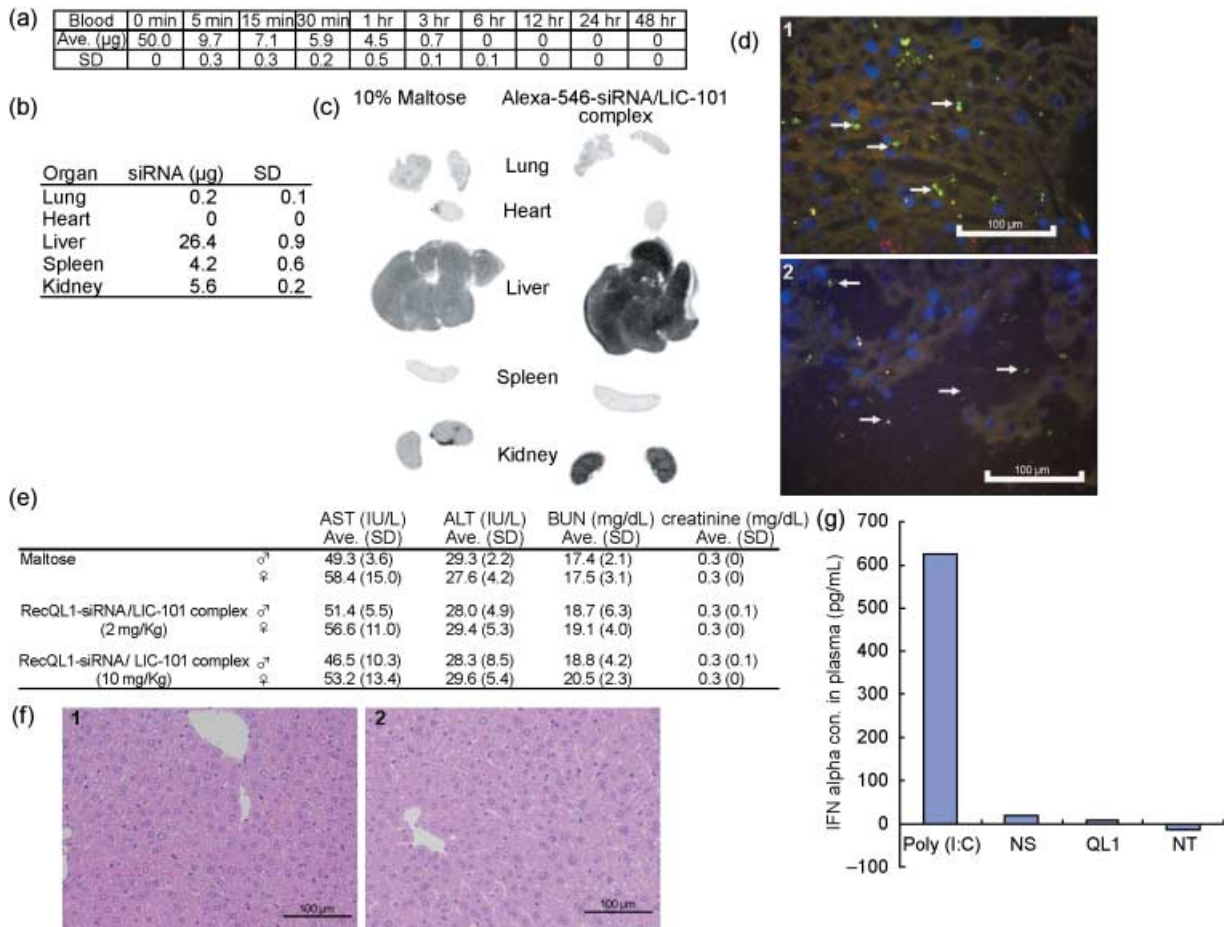 (a)
Blood 0 min 5 min 15 min 30 min 1 hr 3 hr 6 hr 12 hr 24 hr 48 hr
Ave. (μg) 50.0 9.7 7.1 5.9 4.5 0.7 0 0 0 0
SD 0 0.3 0.3 0.2 0.5 0.1 0.1 0 0 0
(b)
Organ siRNA (μg) SD
Lung 0.2 0.1
Heart 0 0
Liver 26.4 0.9
Spleen 4.2 0.6
Kidney 5.6 0.2
(c)
10% Maltose
Alexa-546-siRNA/LIC-101
complex
Lung
Heart
Liver
Spleen
Kidney
(d)
1
100 μm
2
100 μm
(e)
AST (IU/L) ALT (IU/L) BUN (mg/dL) creatinine (mg/dL)
Ave. (SD) Ave. (SD) Ave. (SD) Ave. (SD)
Maltose ♂ 49.3 (3.6) 29.3 (2.2) 17.4 (2.1) 0.3 (0)
♀ 58.4 (15.0) 27.6 (4.2) 17.5 (3.1) 0.3 (0)
RecQL1-siRNA/LIC-101 complex ♂ 51.4 (5.5) 28.0 (4.9) 18.7 (6.3) 0.3 (0.1)
(2 mg/Kg) ♀ 56.6 (11.0) 29.4 (5.3) 19.1 (4.0) 0.3 (0)
RecQL1-siRNA/ LIC-101 complex ♂ 46.5 (10.3) 28.3 (8.5) 18.8 (4.2) 0.3 (0.1)
(10 mg/Kg) ♀ 53.2 (13.4) 29.6 (5.4) 20.5 (2.3) 0.3 (0)
(f)
1
100 μm
2
100 μm
(g)
IFN alpha con. in plasma (pg/mL)
700
600
500
400
300
200
100
0
–100
Poly (I:C) NS QL1 NT